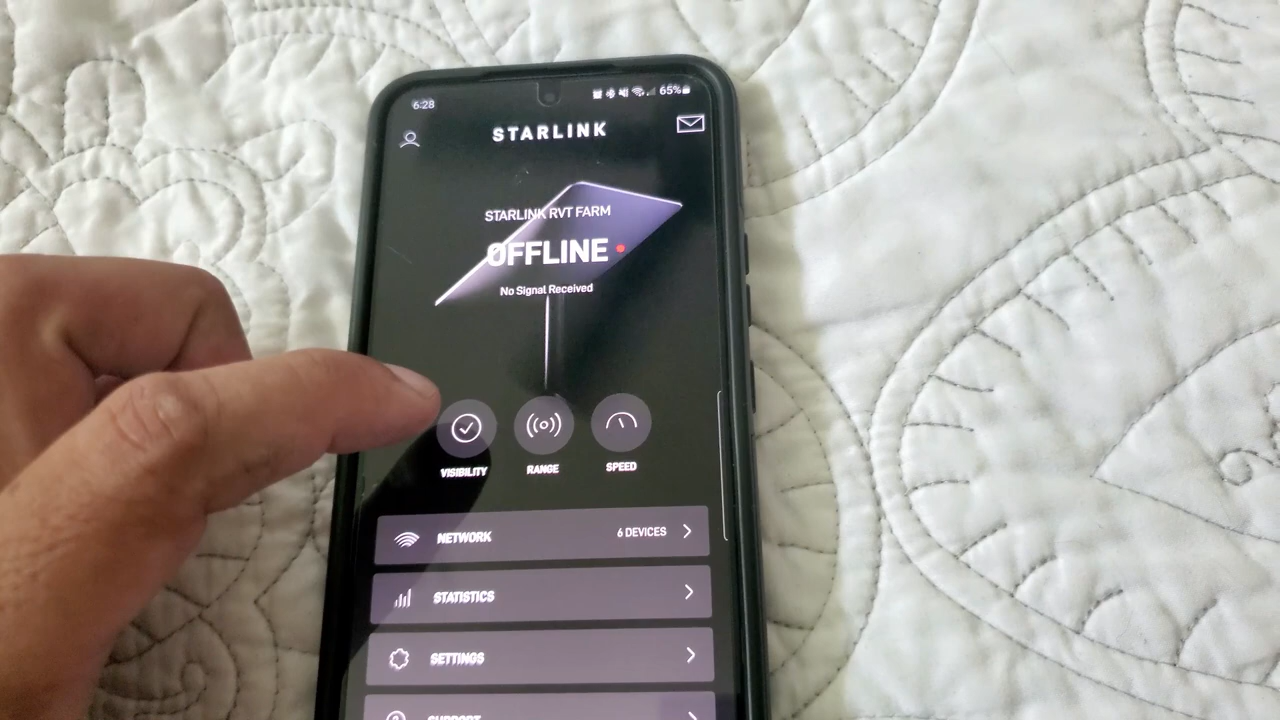 6:28
65%
STARLINK
STARLINK RVT FARM
OFFLINE
No Signal Received
VISIBILITY
RANGE
SPEED
NETWORK
6 DEVICES
STATISTICS
SETTINGS
SUPPORT